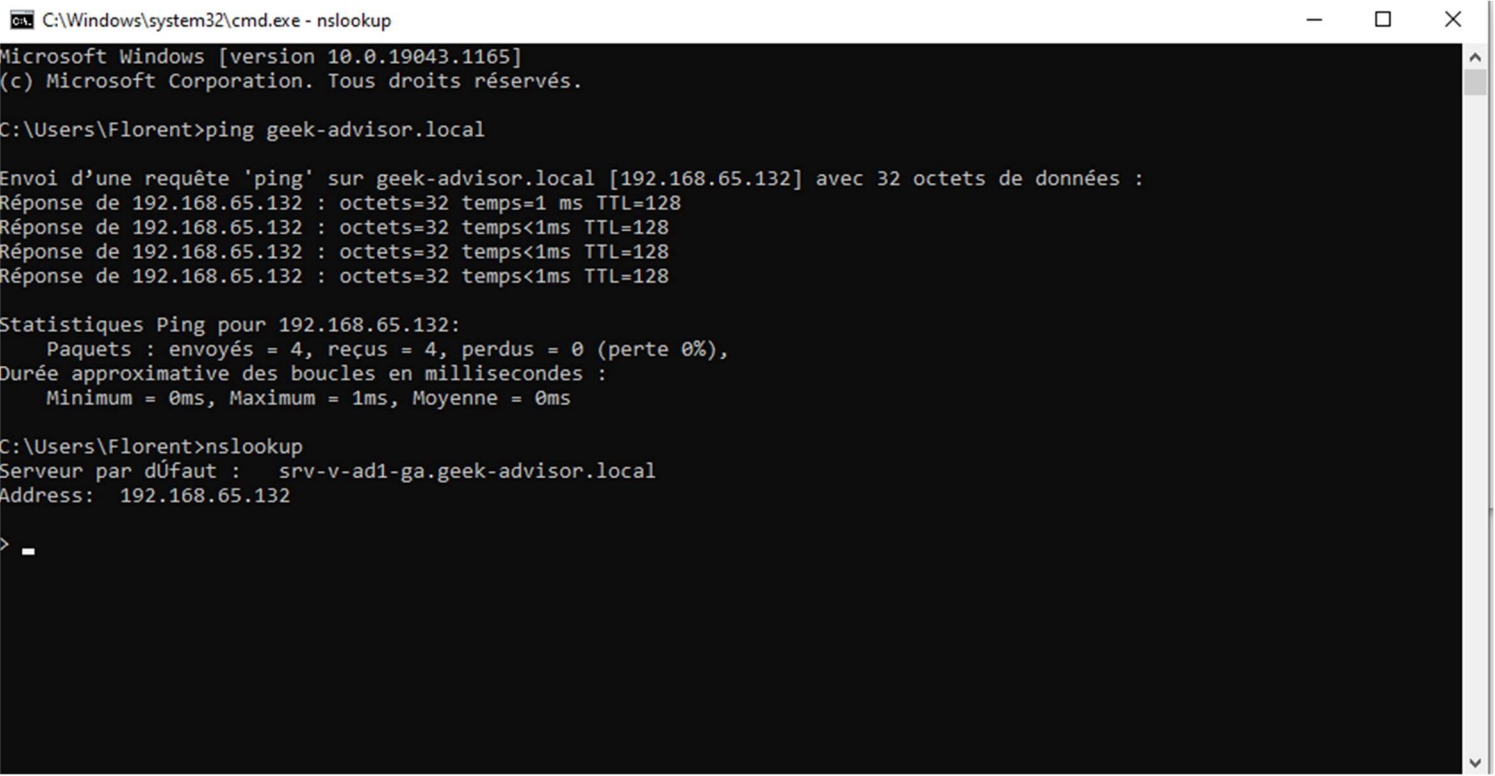 C:\Windows\system32\cmd.exe - nslookup
Microsoft Windows [version 10.0.19043.1165]
(c) Microsoft Corporation. Tous droits réservés.
C:\Users\Florent>ping geek-advisor.local
Envoi d’une requête 'ping' sur geek-advisor.local [192.168.65.132] avec 32 octets de données :
Réponse de 192.168.65.132 : octets=32 temps=1 ms TTL=128
Réponse de 192.168.65.132 : octets=32 temps<1ms TTL=128
Réponse de 192.168.65.132 : octets=32 temps<1ms TTL=128
Réponse de 192.168.65.132 : octets=32 temps<1ms TTL=128
Statistiques Ping pour 192.168.65.132:
    Paquets : envoyés = 4, reçus = 4, perdus = 0 (perte 0%),
Durée approximative des boucles en millisecondes :
    Minimum = 0ms, Maximum = 1ms, Moyenne = 0ms
C:\Users\Florent>nslookup
Serveur par dÚfaut :   srv-v-ad1-ga.geek-advisor.local
Address:  192.168.65.132
> _